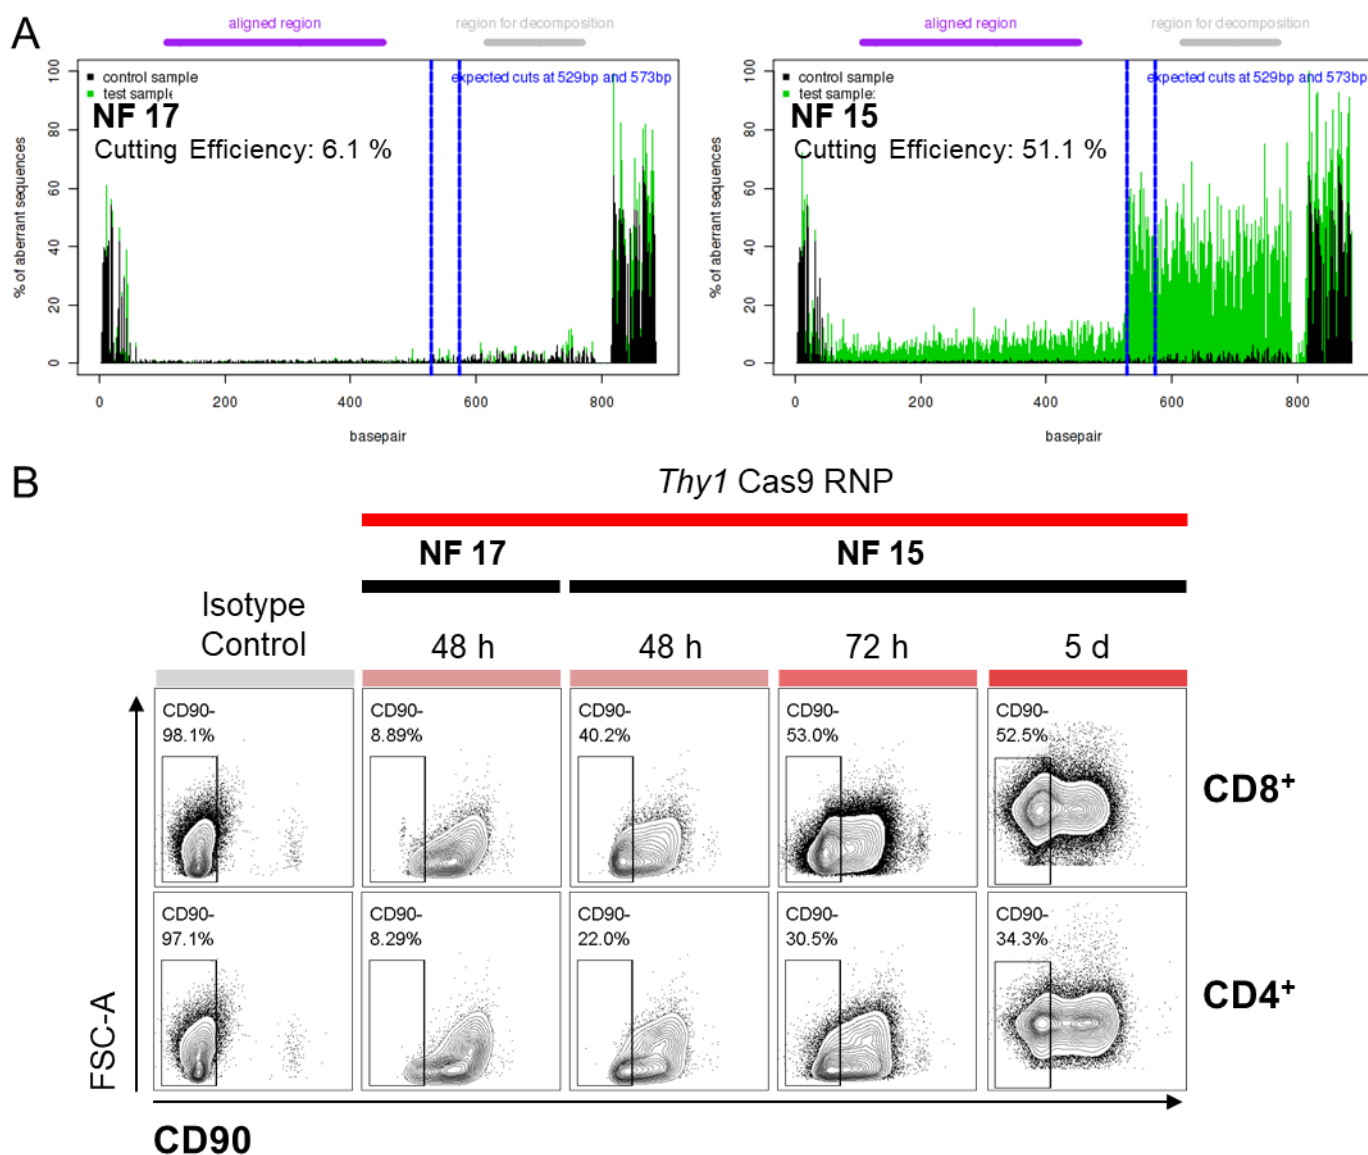 A
aligned region
region for decomposition
control sample
test sample
expected cuts at 529bp and 573bp
NF 17
Cutting Efficiency: 6.1 %
% of aberrant sequences
0
20
40
60
80
100
0
200
400
600
800
basepair
aligned region
region for decomposition
control sample
test sample:
expected cuts at 529bp and 573bp
NF 15
Cutting Efficiency: 51.1 %
% of aberrant sequences
0
20
40
60
80
100
0
200
400
600
800
basepair
B
Thy1 Cas9 RNP
NF 17
NF 15
Isotype
Control
48 h
48 h
72 h
5 d
CD90-
98.1%
CD90-
8.89%
CD90-
40.2%
CD90-
53.0%
CD90-
52.5%
CD8+
CD90-
97.1%
CD90-
8.29%
CD90-
22.0%
CD90-
30.5%
CD90-
34.3%
CD4+
FSC-A
CD90